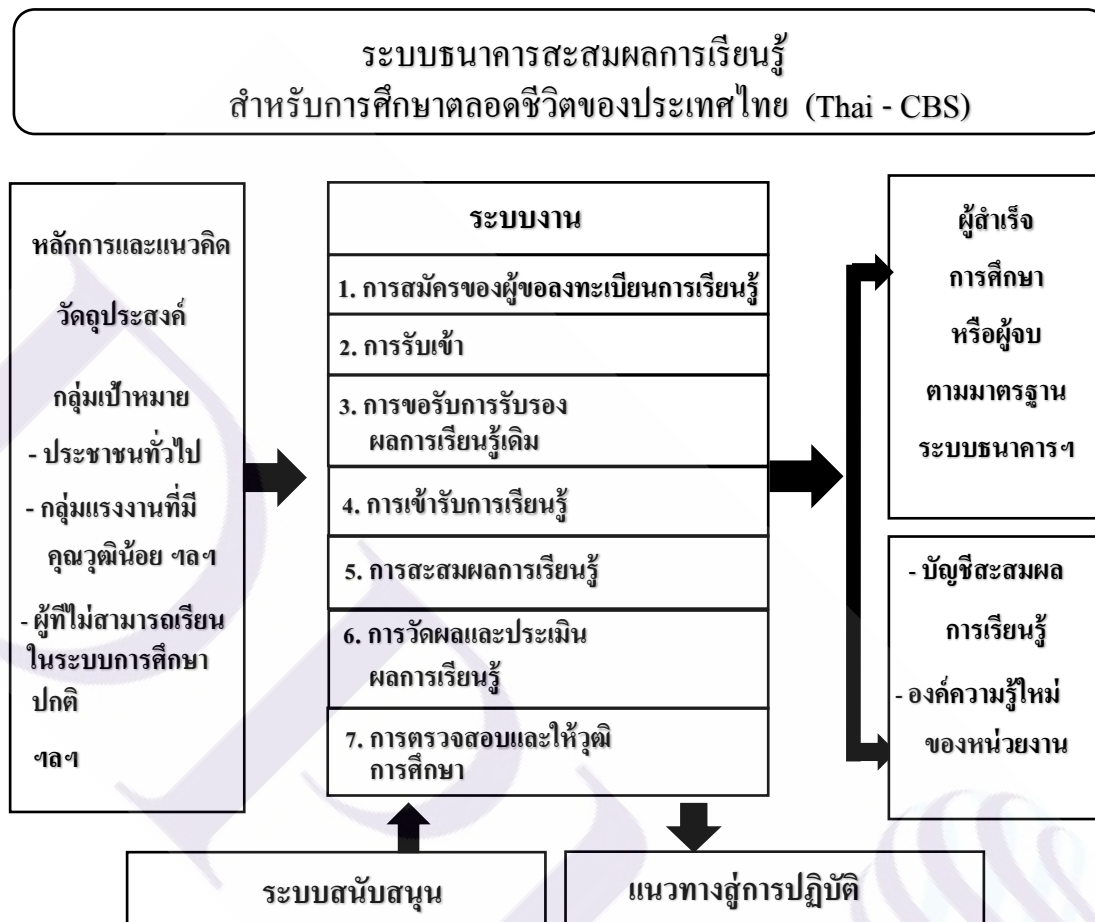 ระบบธนาคารสะสมผลการเรียนรู้
สำหรับการศึกษาตลอดชีวิตของประเทศไทย (Thai - CBS)
หลักการและแนวคิด
วัตถุประสงค์
กลุ่มเป้าหมาย
- ประชาชนทั่วไป
- กลุ่มแรงงานที่มี
คุณวุฒิน้อย ฯลฯ
- ผู้ที่ไม่สามารถเรียน
ในระบบการศึกษา
ปกติ
ฯลฯ
ระบบงาน
1. การสมัครของผู้ขอลงทะเบียนการเรียนรู้
2. การรับเข้า
3. การขอรับการรับรอง
ผลการเรียนรู้เดิม
4. การเข้ารับการเรียนรู้
5. การสะสมผลการเรียนรู้
6. การวัดผลและประเมิน
ผลการเรียนรู้
7. การตรวจสอบและให้วุฒิ
การศึกษา
ผู้สำเร็จ
การศึกษา
หรือผู้จบ
ตามมาตรฐาน
ระบบธนาคารฯ
- บัญชีสะสมผล
การเรียนรู้
- องค์ความรู้ใหม่
ของหน่วยงาน
ระบบสนับสนุน
แนวทางสู่การปฏิบัติ